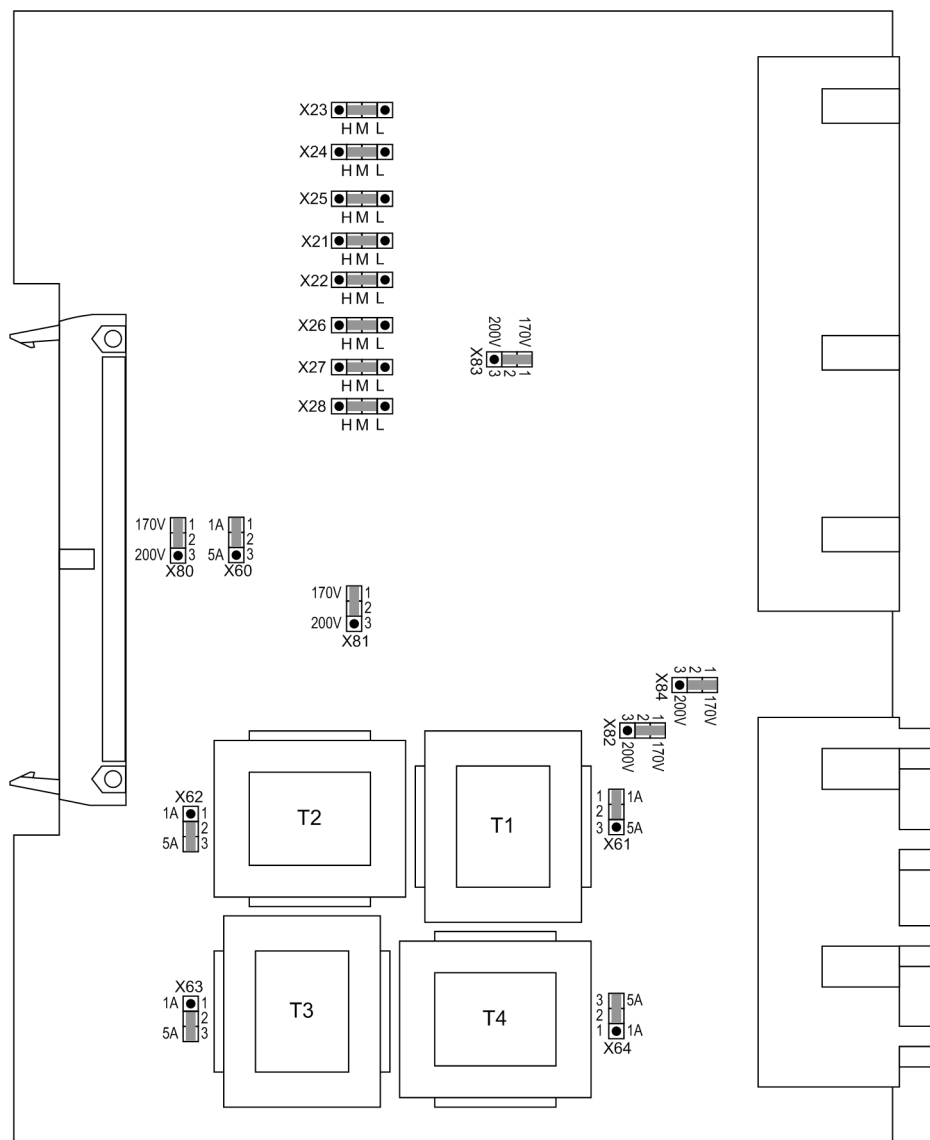 X23
H M L
X24
H M L
X25
H M L
X21
H M L
X22
H M L
X26
H M L
X27
H M L
X28
H M L
200V 170V
X83
3 2 1
170V 1
2
200V 3
X80
1A 1
2
5A 3
X60
170V 1
2
200V 3
X81
3 2 1
X84
200V 170V
3 2 1
X82
200V 170V
X62
1A 1
2
5A 3
T2
T1
1 1A
2
3 5A
X61
X63
1A 1
2
5A 3
T3
T4
3 5A
2
1 1A
X64